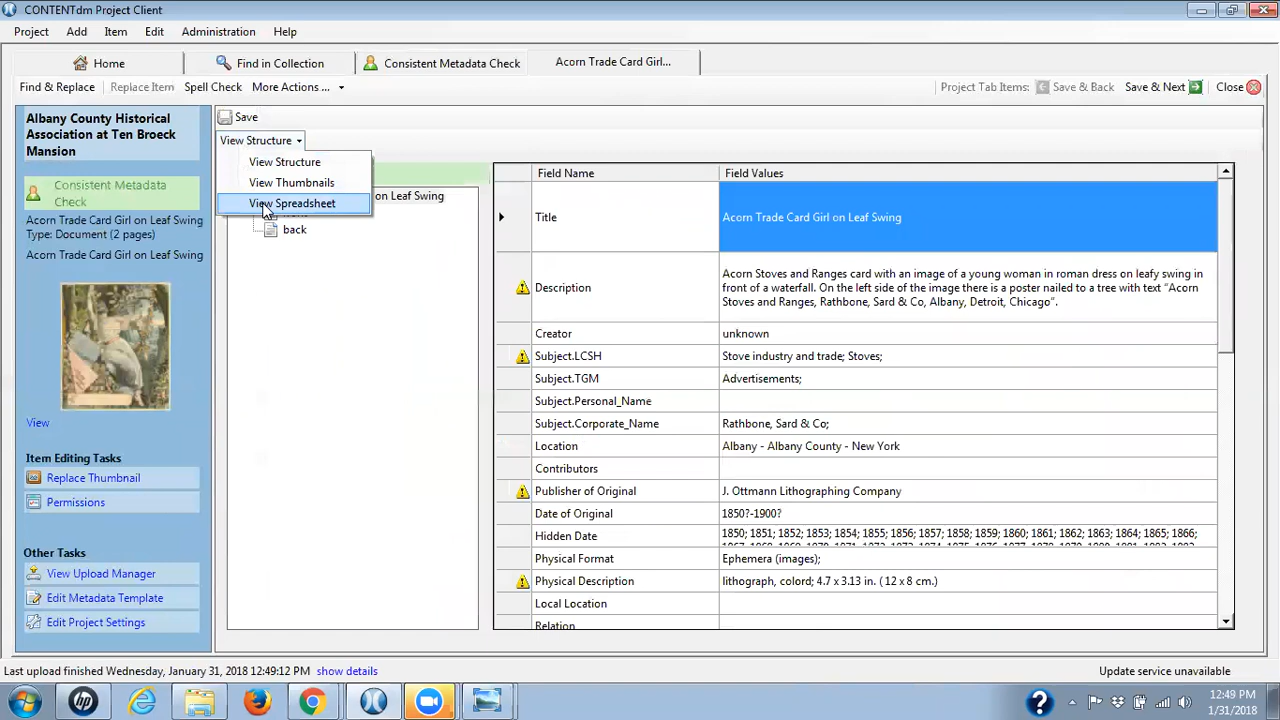 CONTENTdm Project Client
Project Add Item Edit Administration Help
Home Find in Collection Consistent Metadata Check Acorn Trade Card Girl...
Find & Replace Replace Item Spell Check More Actions ... Project Tab Items: Save & Back Save & Next Close
Albany County Historical
Association at Ten Broeck
Mansion
Consistent Metadata
Check
Acorn Trade Card Girl on Leaf Swing
Type: Document (2 pages)
Acorn Trade Card Girl on Leaf Swing
View
Item Editing Tasks
Replace Thumbnail
Permissions
Other Tasks
View Upload Manager
Edit Metadata Template
Edit Project Settings
Save
View Structure
View Structure
View Thumbnails
View Spreadsheet
on Leaf Swing
back
Field Name Field Values
Title Acorn Trade Card Girl on Leaf Swing
Description Acorn Stoves and Ranges card with an image of a young woman in roman dress on leafy swing in
front of a waterfall. On the left side of the image there is a poster nailed to a tree with text “Acorn
Stoves and Ranges, Rathbone, Sard & Co, Albany, Detroit, Chicago”.
Creator unknown
Subject.LCSH Stove industry and trade; Stoves;
Subject.TGM Advertisements;
Subject.Personal_Name
Subject.Corporate_Name Rathbone, Sard & Co;
Location Albany - Albany County - New York
Contributors
Publisher of Original J. Ottmann Lithographing Company
Date of Original 1850?-1900?
Hidden Date 1850; 1851; 1852; 1853; 1854; 1855; 1856; 1857; 1858; 1859; 1860; 1861; 1862; 1863; 1864; 1865; 1866;
Physical Format Ephemera (images);
Physical Description lithograph, colord; 4.7 x 3.13 in. ( 12 x 8 cm.)
Local Location
Relation
Last upload finished Wednesday, January 31, 2018 12:49:12 PM show details Update service unavailable
12:49 PM
1/31/2018